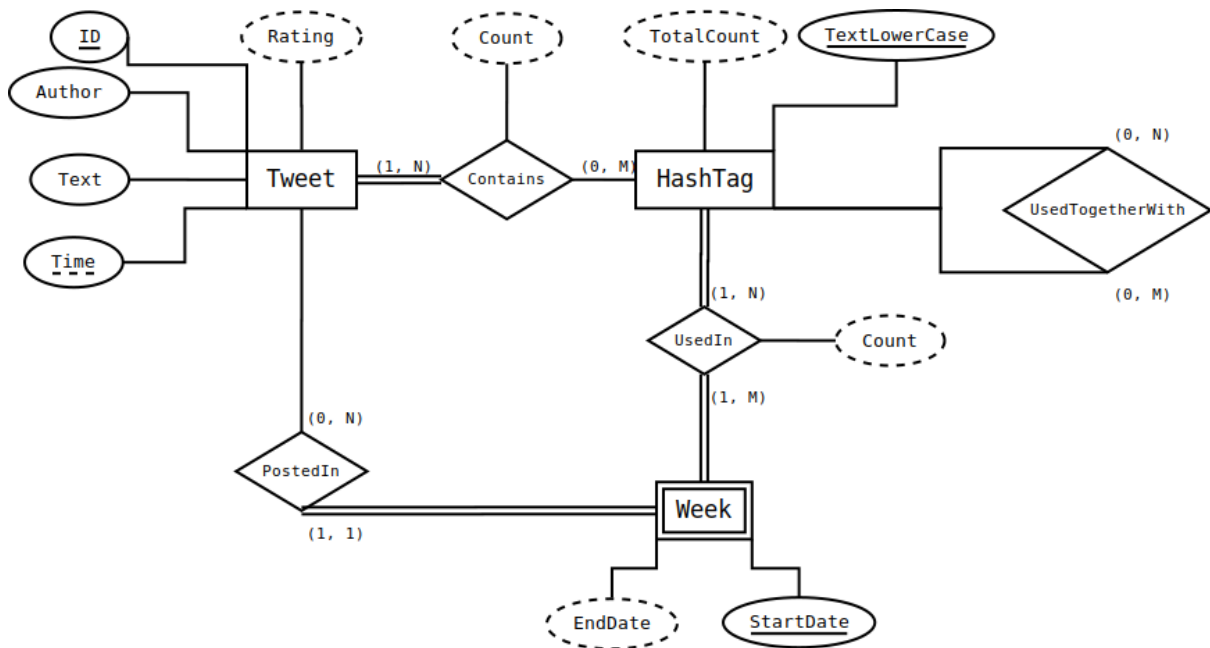 ID
Rating
Count
TotalCount
TextLowerCase
Author
Text
Time
Tweet
(1, N)
Contains
(0, M)
HashTag
(0, N)
UsedTogetherWith
(0, M)
(1, N)
UsedIn
Count
(1, M)
(0, N)
PostedIn
(1, 1)
Week
EndDate
StartDate